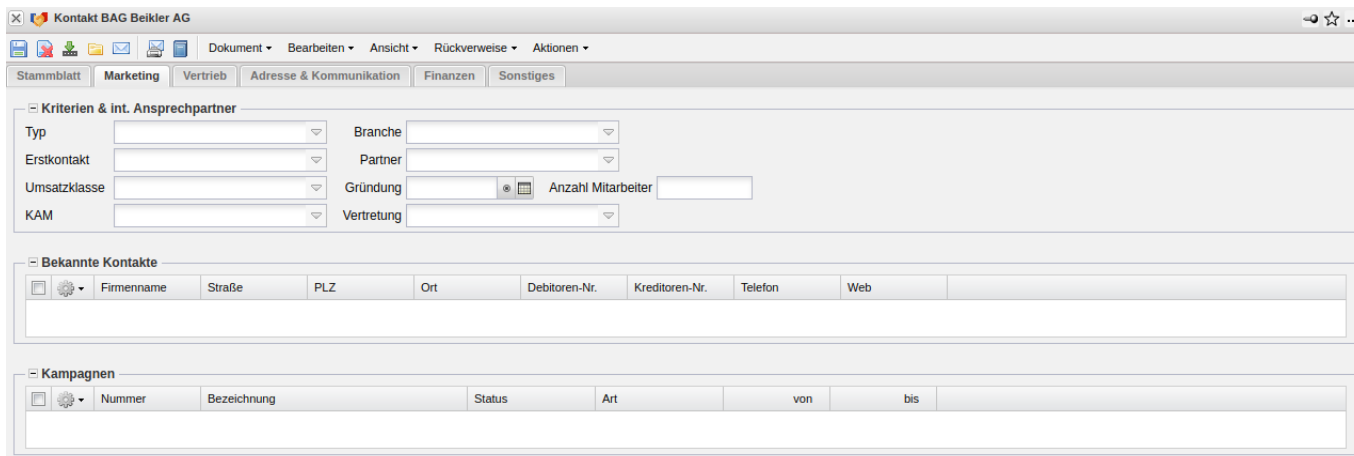 Kontakt BAG Beikler AG
Dokument Bearbeiten Ansicht Rückverweise Aktionen
Stammblatt Marketing Vertrieb Adresse & Kommunikation Finanzen Sonstiges
Kriterien & int. Ansprechpartner
Typ Branche
Erstkontakt Partner
Umsatzklasse Gründung Anzahl Mitarbeiter
KAM Vertretung
Bekannte Kontakte
Firmenname Straße PLZ Ort Debitoren-Nr. Kreditoren-Nr. Telefon Web
Kampagnen
Nummer Bezeichnung Status Art von bis